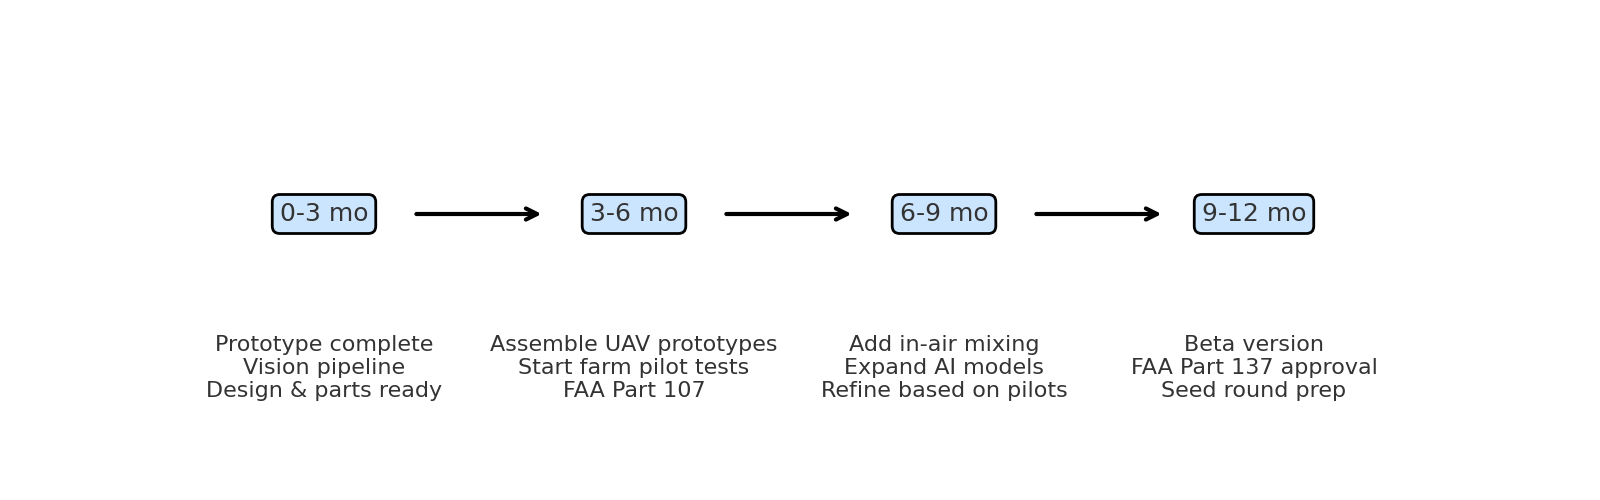 0-3 mo
3-6 mo
6-9 mo
9-12 mo
Prototype complete
Vision pipeline
Design & parts ready
Assemble UAV prototypes
Start farm pilot tests
FAA Part 107
Add in-air mixing
Expand AI models
Refine based on pilots
Beta version
FAA Part 137 approval
Seed round prep